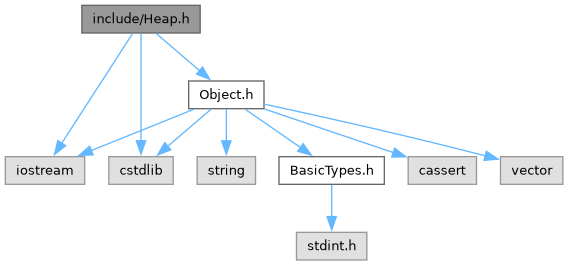 include/Heap.h
Object.h
iostream
cstdlib
string
BasicTypes.h
cassert
vector
stdint.h